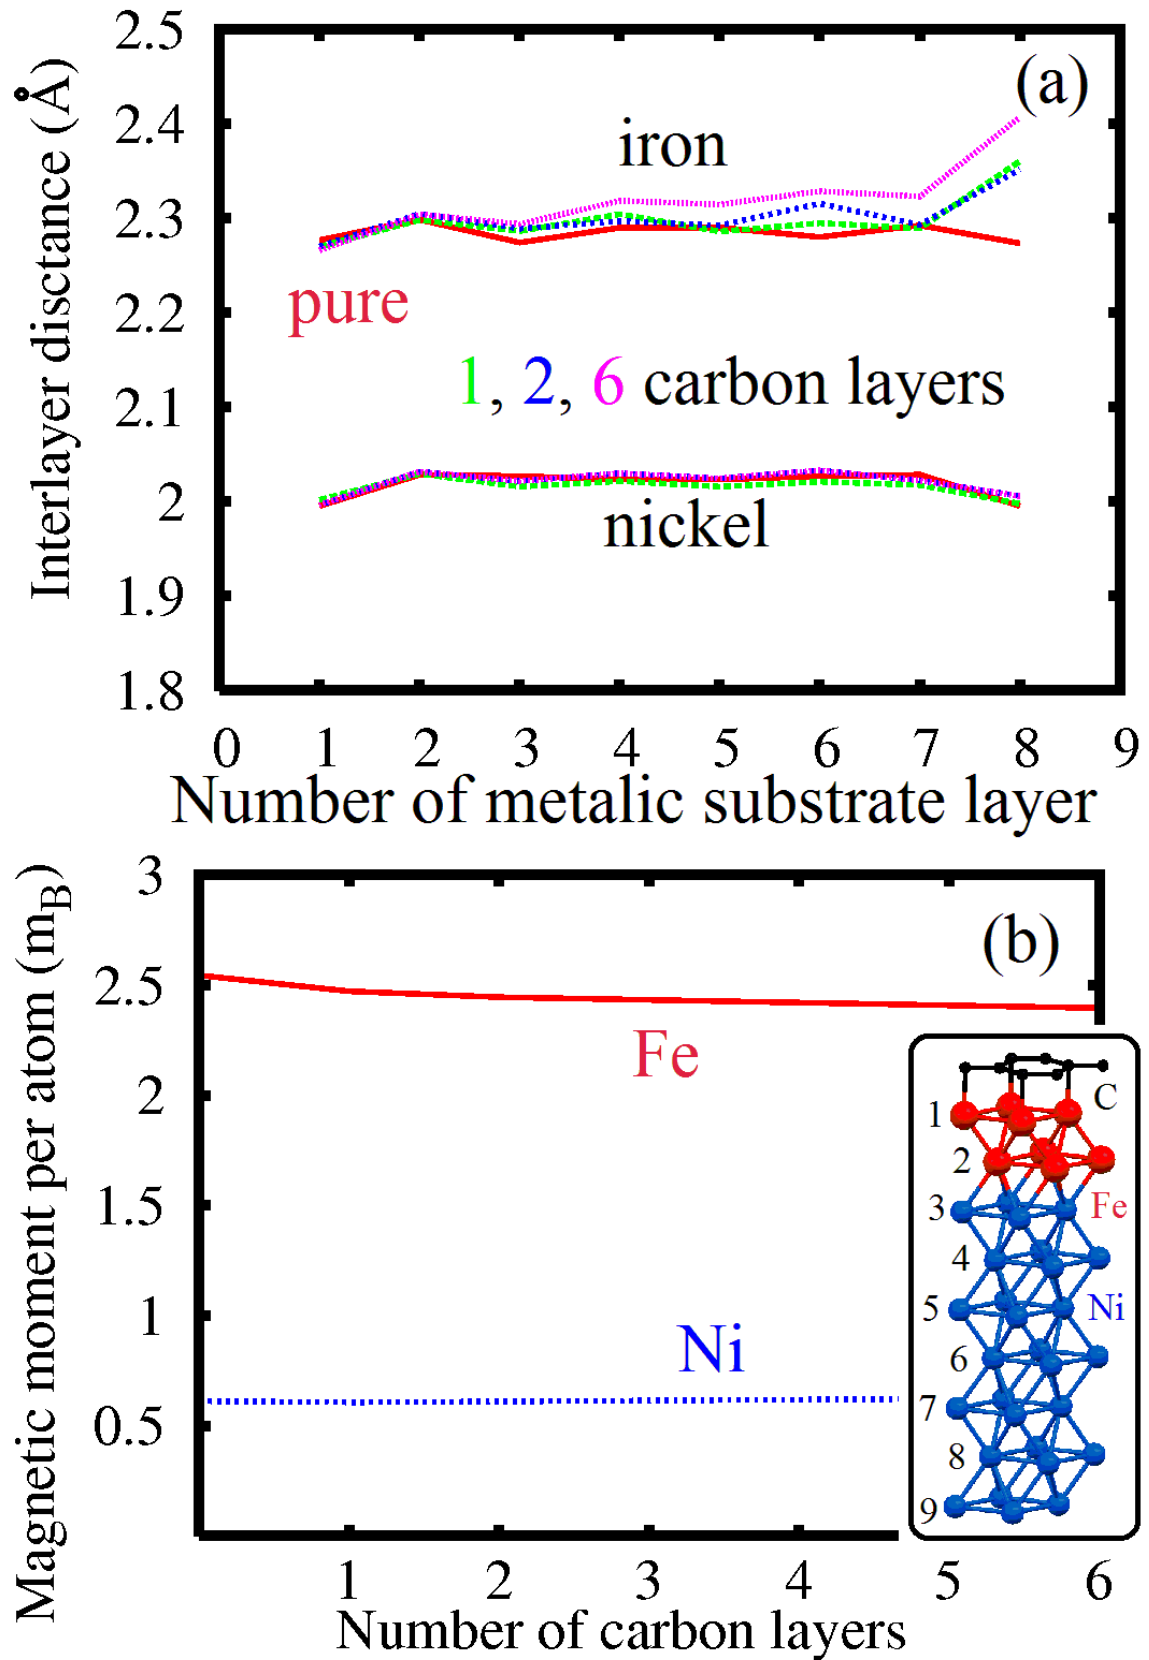 2.5
(a)
2.4
iron
2.3
pure
2.2
1, 2, 6 carbon layers
2.1
2
nickel
1.9
1.8
Interlayer disctance (Å)
0 1 2 3 4 5 6 7 8 9
Number of metalic substrate layer
3
(b)
2.5
Fe
2
1.5
1
Ni
0.5
Magnetic moment per atom (mB)
C
1
2
3
Fe
4
5
Ni
6
7
8
9
1 2 3 4 5 6
Number of carbon layers